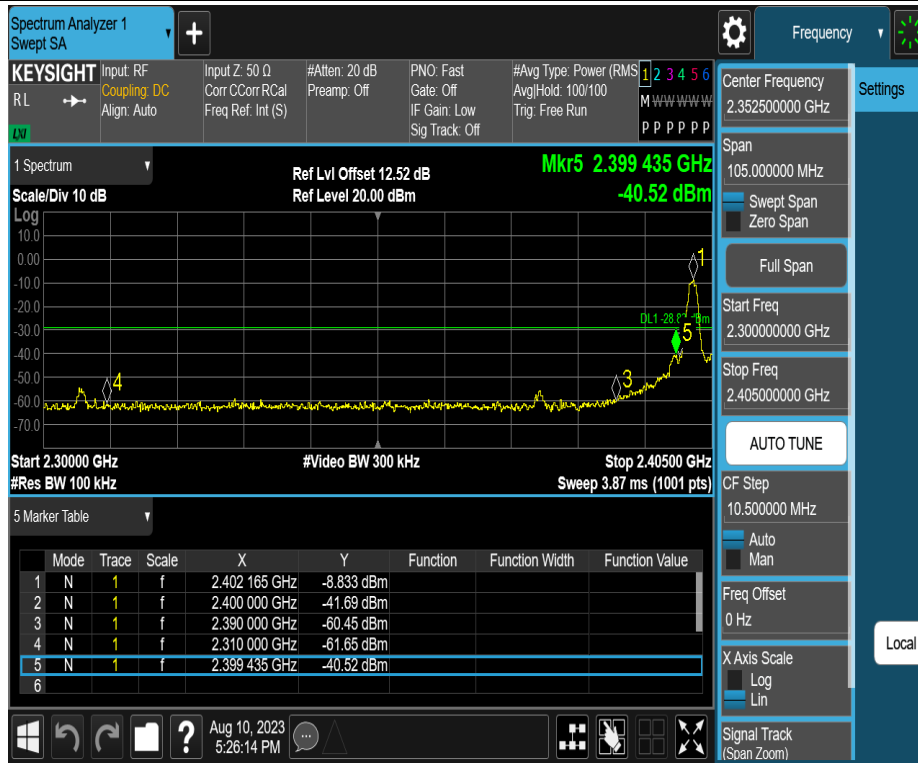 Spectrum Analyzer 1
Swept SA
+
Frequency
KEYSIGHT
R L
LXI
Input: RF
Coupling: DC
Align: Auto
Input Z: 50 Ω
Corr CCorr RCal
Freq Ref: Int (S)
#Atten: 20 dB
Preamp: Off
PNO: Fast
Gate: Off
IF Gain: Low
Sig Track: Off
#Avg Type: Power (RMS
Avg|Hold: 100/100
Trig: Free Run
1 2 3 4 5 6
M W W W W W
P P P P P P
1 Spectrum
Scale/Div 10 dB
Ref Lvl Offset 12.52 dB
Ref Level 20.00 dBm
Mkr5 2.399 435 GHz
-40.52 dBm
Log
10.0
0.00
-10.0
-20.0
-30.0
-40.0
-50.0
-60.0
-70.0
1
5
3
4
Start 2.30000 GHz
#Res BW 100 kHz
#Video BW 300 kHz
Stop 2.40500 GHz
Sweep 3.87 ms (1001 pts)
5 Marker Table
Mode Trace Scale X Y Function Function Width Function Value
1 N 1 f 2.402 165 GHz -8.833 dBm
2 N 1 f 2.400 000 GHz -41.69 dBm
3 N 1 f 2.390 000 GHz -60.45 dBm
4 N 1 f 2.310 000 GHz -61.65 dBm
5 N 1 f 2.399 435 GHz -40.52 dBm
6
?
Aug 10, 2023
5:26:14 PM
Center Frequency
2.352500000 GHz
Settings
Span
105.000000 MHz
Swept Span
Zero Span
Full Span
Start Freq
2.300000000 GHz
Stop Freq
2.405000000 GHz
AUTO TUNE
CF Step
10.500000 MHz
Auto
Man
Freq Offset
0 Hz
X Axis Scale
Log
Lin
Local
Signal Track
(Span Zoom)